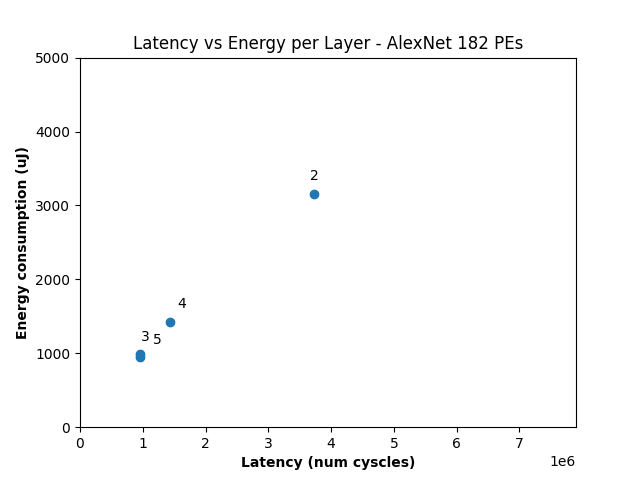 Latency vs Energy per Layer - AlexNet 182 PEs
Energy consumption (uJ)
5000
4000
3000
2000
1000
0
2
4
3
5
0 1 2 3 4 5 6 7
1e6
Latency (num cyscles)